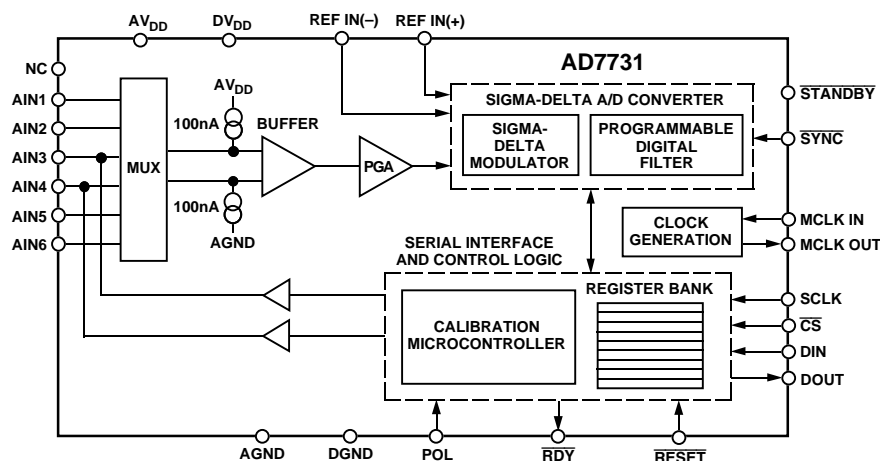 AVDD
DVDD
REF IN(–)
REF IN(+)
AD7731
NC
AIN1
AIN2
AIN3
AIN4
AIN5
AIN6
MUX
AVDD
100nA
BUFFER
PGA
100nA
AGND
SIGMA-DELTA A/D CONVERTER
SIGMA-
DELTA
MODULATOR
PROGRAMMABLE
DIGITAL
FILTER
STANDBY
SYNC
CLOCK
GENERATION
MCLK IN
MCLK OUT
SERIAL INTERFACE
AND CONTROL LOGIC
REGISTER BANK
CALIBRATION
MICROCONTROLLER
SCLK
CS
DIN
DOUT
AGND
DGND
POL
RDY
RESET